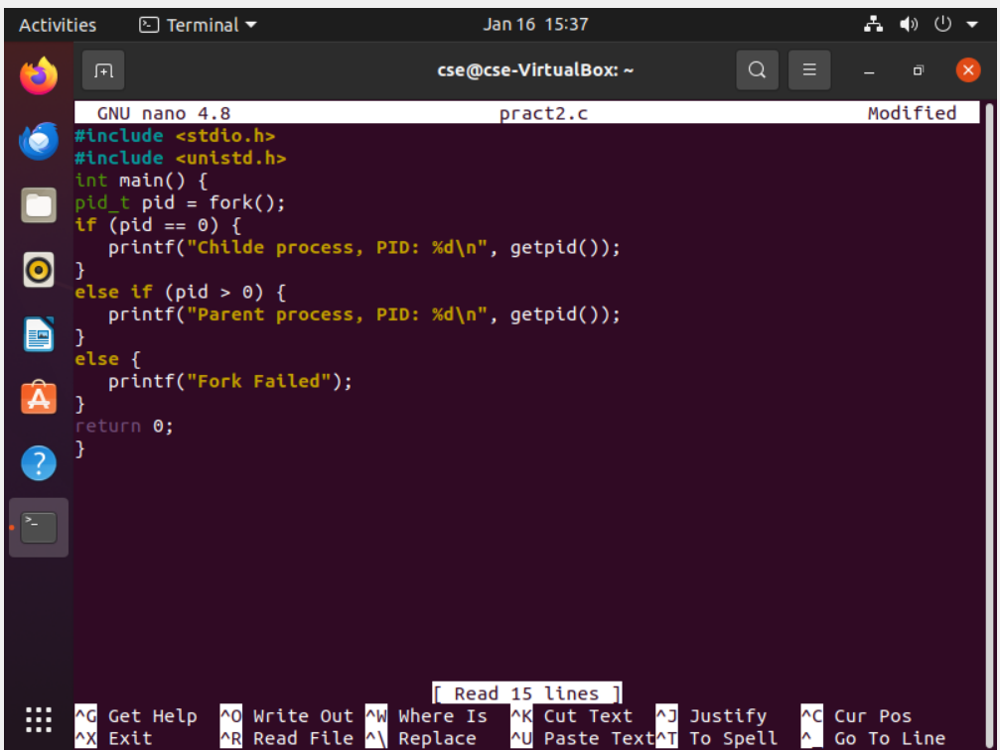 Activities Terminal Jan 16 15:37
cse@cse-VirtualBox: ~
GNU nano 4.8 pract2.c Modified
#include <stdio.h>
#include <unistd.h>
int main() {
pid_t pid = fork();
if (pid == 0) {
   printf("Childe process, PID: %d\n", getpid());
}
else if (pid > 0) {
   printf("Parent process, PID: %d\n", getpid());
}
else {
   printf("Fork Failed");
}
return 0;
}
[ Read 15 lines ]
^G Get Help ^O Write Out ^W Where Is ^K Cut Text ^J Justify ^C Cur Pos
^X Exit ^R Read File ^\ Replace ^U Paste Text ^T To Spell ^_ Go To Line